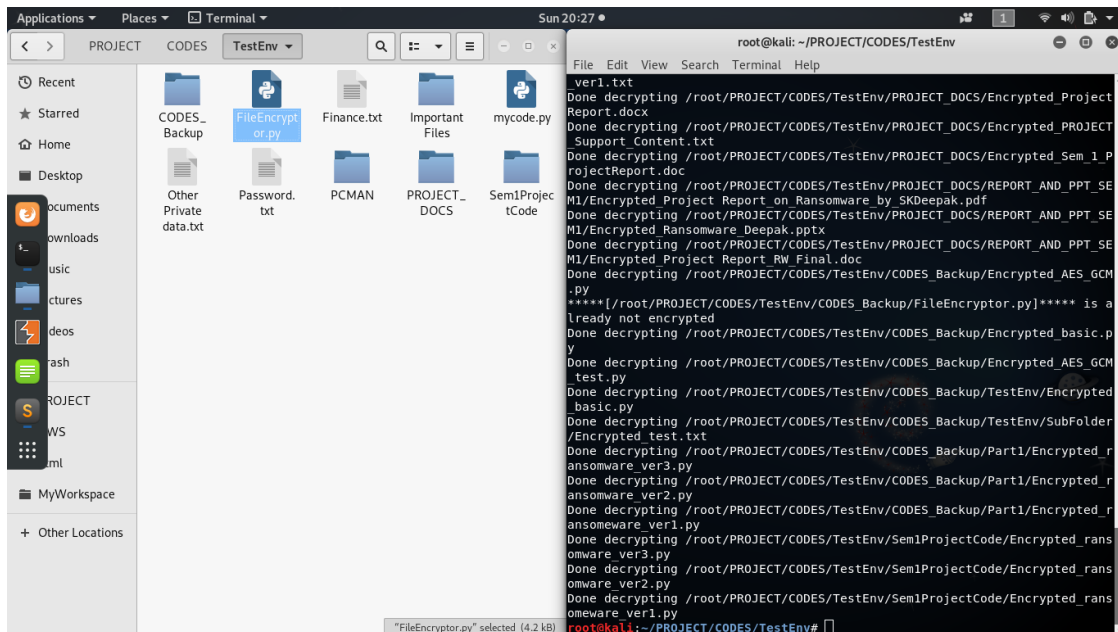 Applications Places Terminal Sun 20:27 1
PROJECT CODES TestEnv
Recent
Starred
Home
Desktop
ocuments
ownloads
usic
ctures
deos
rash
ROJECT
WS
tml
MyWorkspace
+ Other Locations
CODES_
Backup
FileEncrypt
or.py
Finance.txt
Important
Files
mycode.py
Other
Private
data.txt
Password.
txt
PCMAN
PROJECT_
DOCS
Sem1Projec
tCode
"FileEncryptor.py" selected (4.2 kB)
root@kali: ~/PROJECT/CODES/TestEnv
File Edit View Search Terminal Help
_ver1.txt
Done decrypting /root/PROJECT/CODES/TestEnv/PROJECT_DOCS/Encrypted_Project
Report.docx
Done decrypting /root/PROJECT/CODES/TestEnv/PROJECT_DOCS/Encrypted_PROJECT
_Support_Content.txt
Done decrypting /root/PROJECT/CODES/TestEnv/PROJECT_DOCS/Encrypted_Sem_1_P
rojectReport.doc
Done decrypting /root/PROJECT/CODES/TestEnv/PROJECT_DOCS/REPORT_AND_PPT_SE
M1/Encrypted_Project Report_on_Ransomware_by_SKDeepak.pdf
Done decrypting /root/PROJECT/CODES/TestEnv/PROJECT_DOCS/REPORT_AND_PPT_SE
M1/Encrypted_Ransomware_Deepak.pptx
Done decrypting /root/PROJECT/CODES/TestEnv/PROJECT_DOCS/REPORT_AND_PPT_SE
M1/Encrypted_Project Report_RW_Final.doc
Done decrypting /root/PROJECT/CODES/TestEnv/CODES_Backup/Encrypted_AES_GCM
.py
*****[/root/PROJECT/CODES/TestEnv/CODES_Backup/FileEncryptor.py]***** is a
lready not encrypted
Done decrypting /root/PROJECT/CODES/TestEnv/CODES_Backup/Encrypted_basic.p
y
Done decrypting /root/PROJECT/CODES/TestEnv/CODES_Backup/Encrypted_AES_GCM
_test.py
Done decrypting /root/PROJECT/CODES/TestEnv/CODES_Backup/TestEnv/Encrypted
_basic.py
Done decrypting /root/PROJECT/CODES/TestEnv/CODES_Backup/TestEnv/SubFolder
/Encrypted_test.txt
Done decrypting /root/PROJECT/CODES/TestEnv/CODES_Backup/Part1/Encrypted_r
ansomware_ver3.py
Done decrypting /root/PROJECT/CODES/TestEnv/CODES_Backup/Part1/Encrypted_r
ansomware_ver2.py
Done decrypting /root/PROJECT/CODES/TestEnv/CODES_Backup/Part1/Encrypted_r
ansomeware_ver1.py
Done decrypting /root/PROJECT/CODES/TestEnv/Sem1ProjectCode/Encrypted_rans
omware_ver3.py
Done decrypting /root/PROJECT/CODES/TestEnv/Sem1ProjectCode/Encrypted_rans
omware_ver2.py
Done decrypting /root/PROJECT/CODES/TestEnv/Sem1ProjectCode/Encrypted_rans
omeware_ver1.py
root@kali:~/PROJECT/CODES/TestEnv#